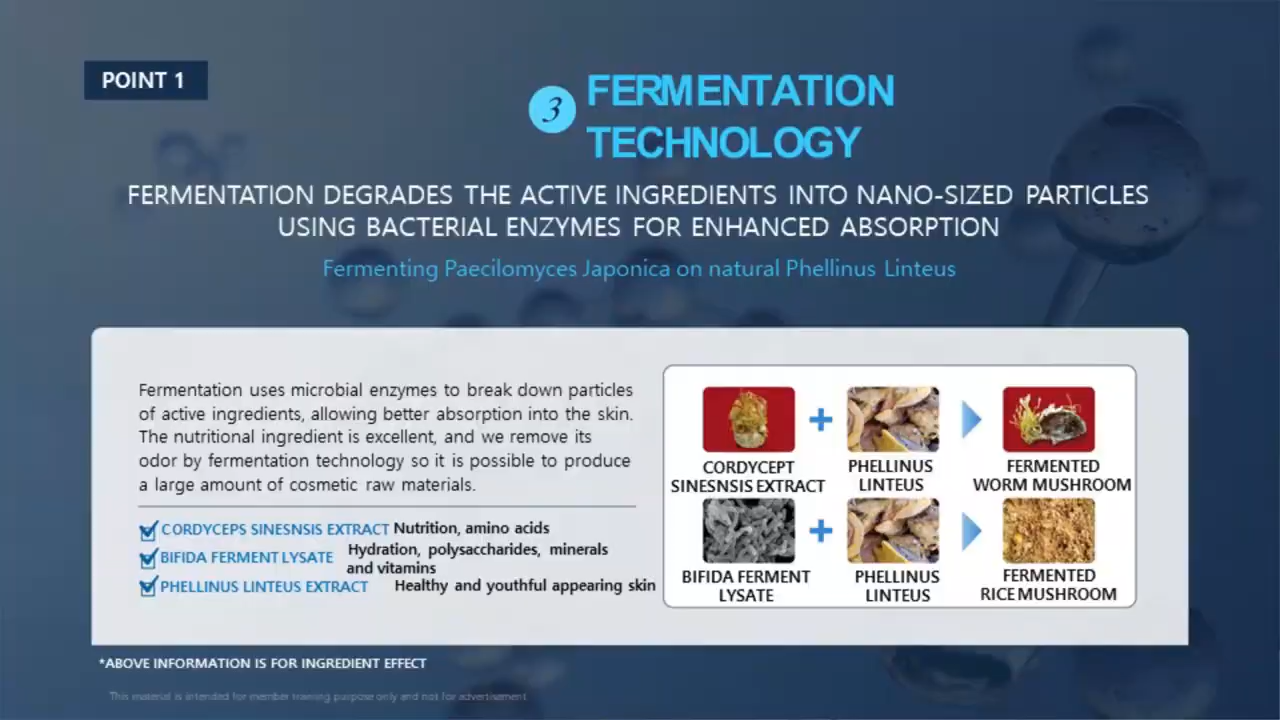 POINT 1
3
FERMENTATION
TECHNOLOGY
FERMENTATION DEGRADES THE ACTIVE INGREDIENTS INTO NANO-SIZED PARTICLES
USING BACTERIAL ENZYMES FOR ENHANCED ABSORPTION
Fermenting Paecilomyces Japonica on natural Phellinus Linteus
Fermentation uses microbial enzymes to break down particles
of active ingredients, allowing better absorption into the skin.
The nutritional ingredient is excellent, and we remove its
odor by fermentation technology so it is possible to produce
a large amount of cosmetic raw materials.
CORDYCEPS SINESNSIS EXTRACT Nutrition, amino acids
BIFIDA FERMENT LYSATE Hydration, polysaccharides, minerals
and vitamins
PHELLINUS LINTEUS EXTRACT Healthy and youthful appearing skin
+
CORDYCEPT
SINESNSIS EXTRACT
PHELLINUS
LINTEUS
FERMENTED
WORM MUSHROOM
+
BIFIDA FERMENT
LYSATE
PHELLINUS
LINTEUS
FERMENTED
RICE MUSHROOM
*ABOVE INFORMATION IS FOR INGREDIENT EFFECT
This material is intended for member training purpose only and not for advertisement